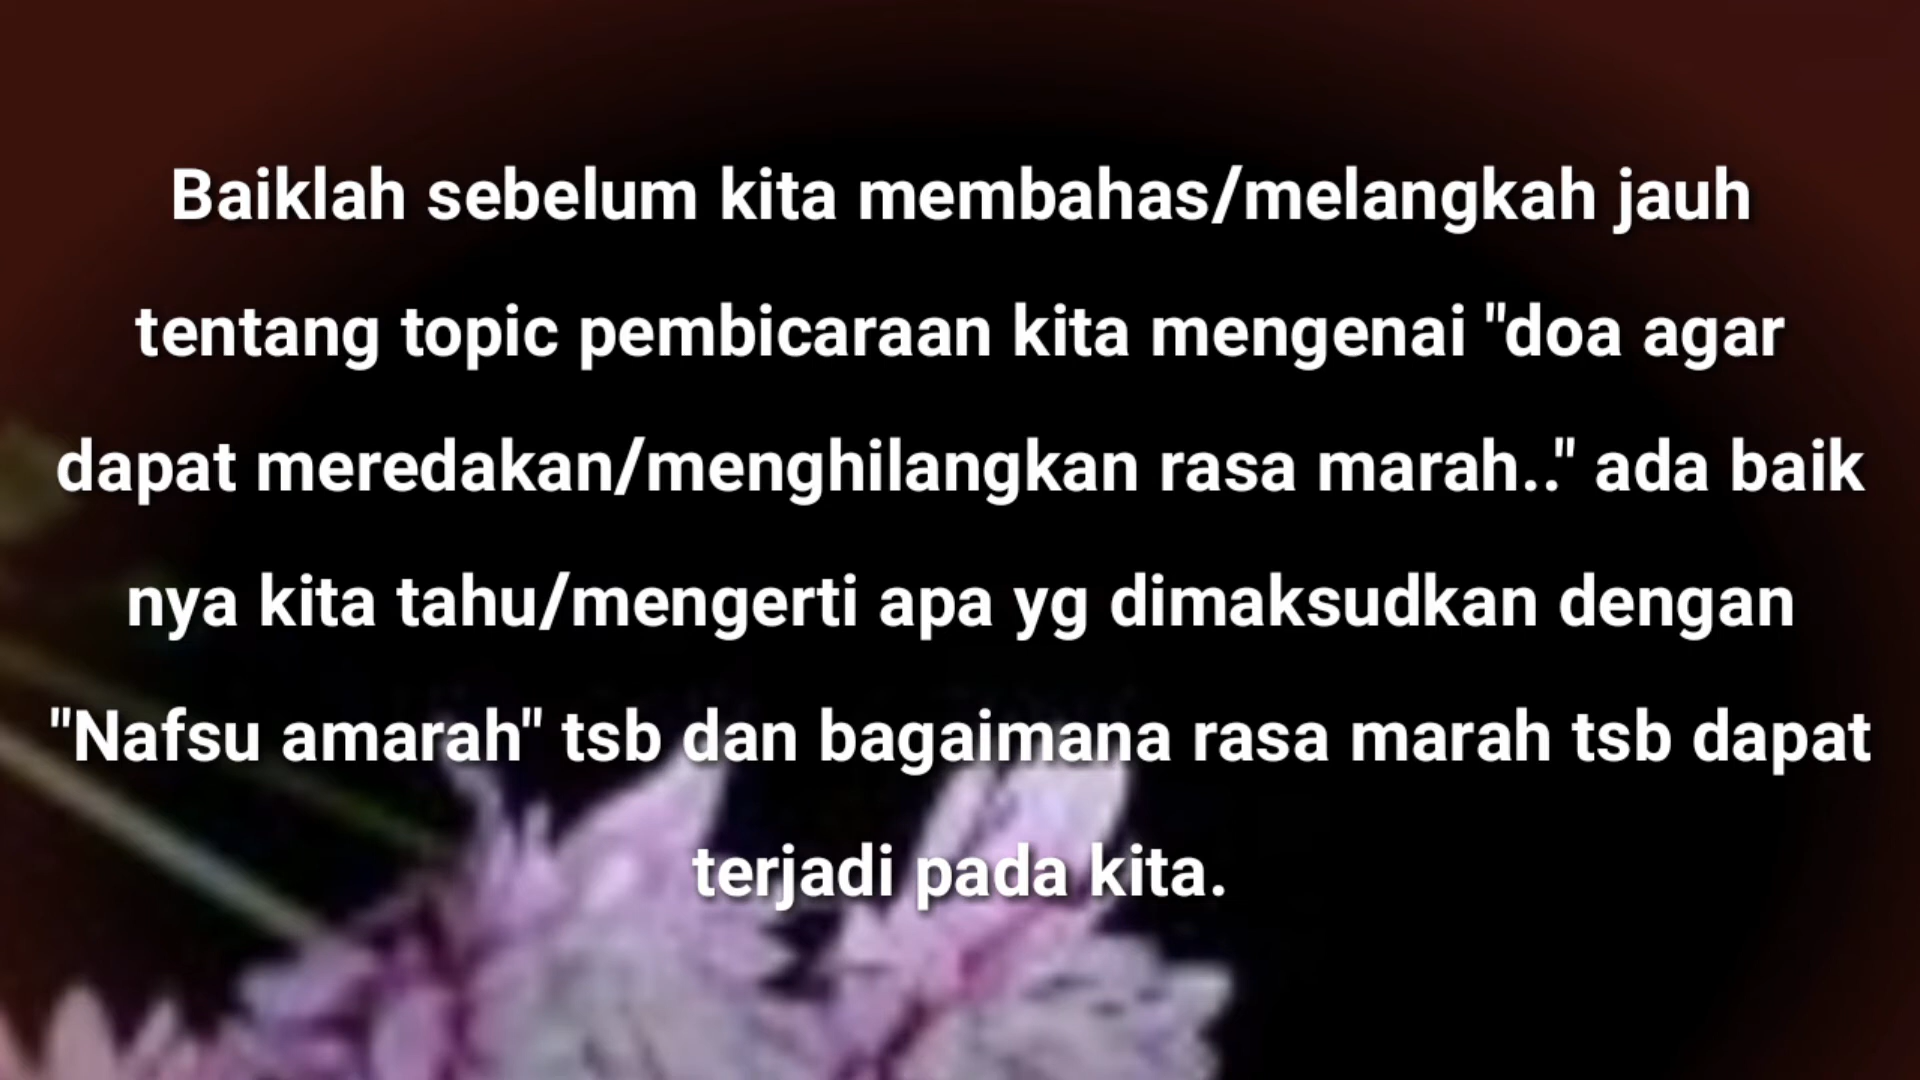 Baiklah sebelum kita membahas/melangkah jauh
tentang topic pembicaraan kita mengenai "doa agar
dapat meredakan/menghilangkan rasa marah.." ada baik
nya kita tahu/mengerti apa yg dimaksudkan dengan
"Nafsu amarah" tsb dan bagaimana rasa marah tsb dapat
terjadi pada kita.